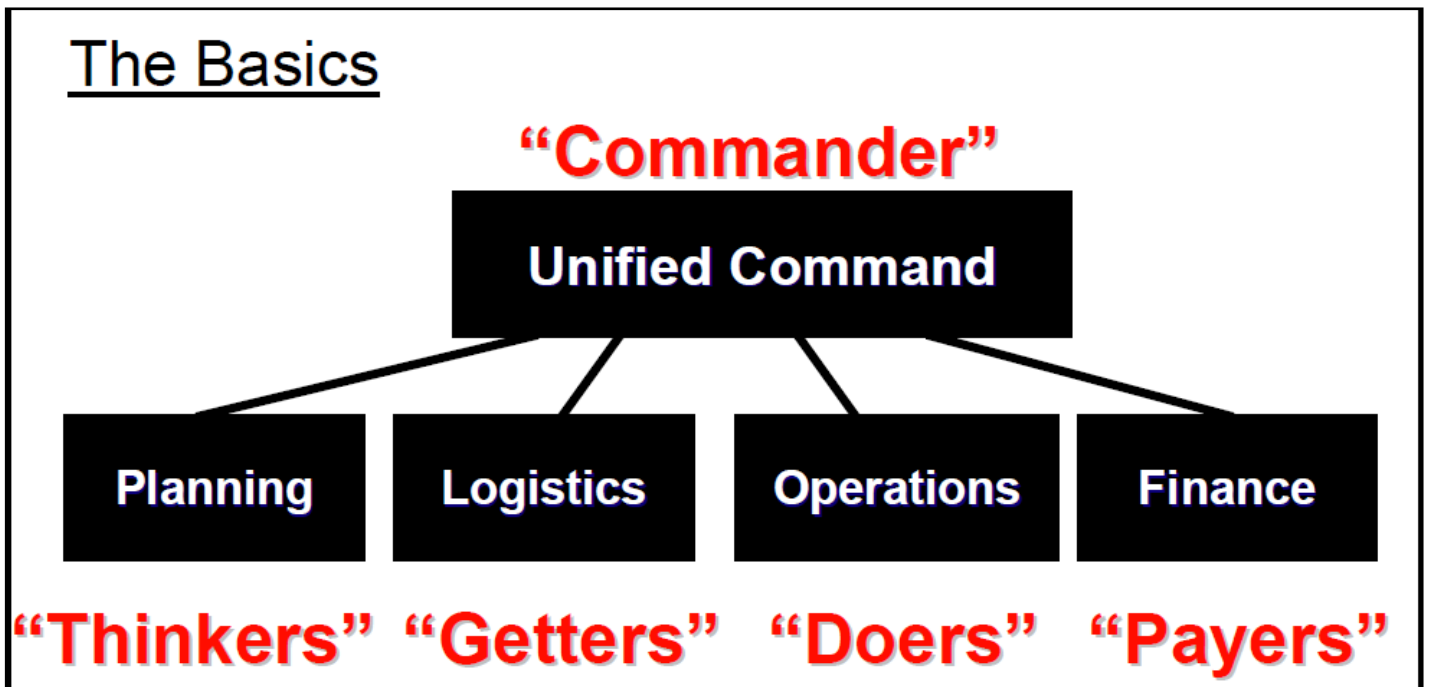 The Basics
“Commander”
Unified Command
Planning Logistics Operations Finance
“Thinkers” “Getters” “Doers” “Payers”